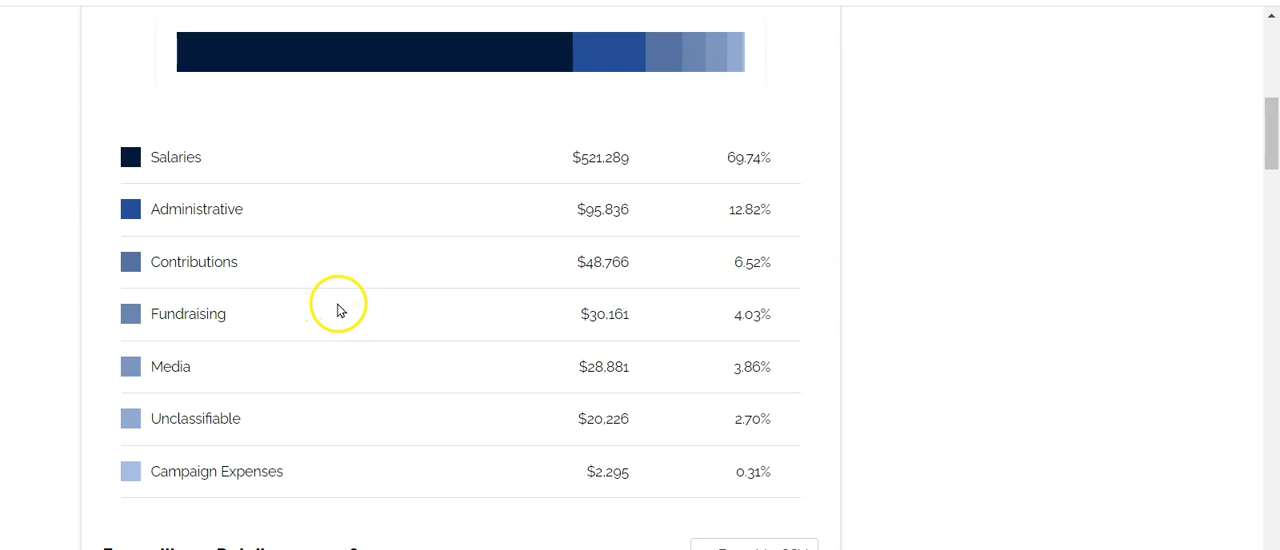 Salaries $521,289 69.74%
Administrative $95,836 12.82%
Contributions $48,766 6.52%
Fundraising $30,161 4.03%
Media $28,881 3.86%
Unclassifiable $20,226 2.70%
Campaign Expenses $2,295 0.31%